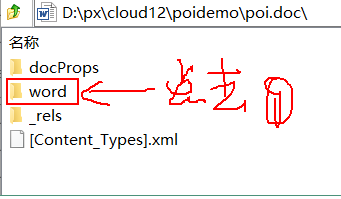 D:\px\cloud12\poidemo\poi.doc\
名称
docProps
word
点击
_rels
[Content_Types].xml